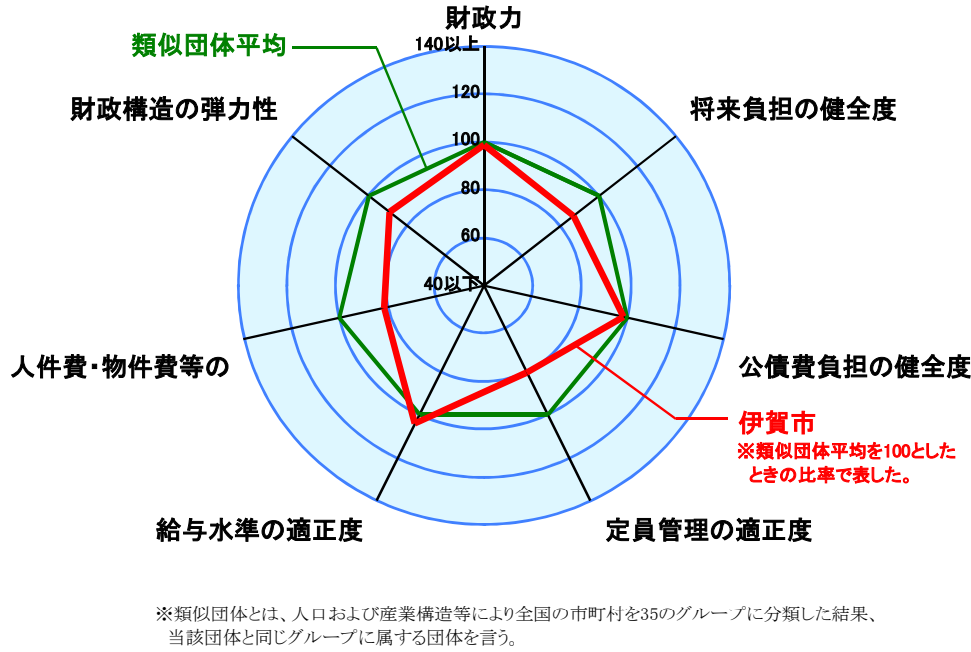 財政力
140以上
類似団体平均
120
財政構造の弾力性
将来負担の健全度
100
80
60
40以下
人件費・物件費等の
公債費負担の健全度
伊賀市
※類似団体平均を100とした
ときの比率で表した。
給与水準の適正度
定員管理の適正度
※類似団体とは、人口および産業構造等により全国の市町村を35のグループに分類した結果、
当該団体と同じグループに属する団体を言う。